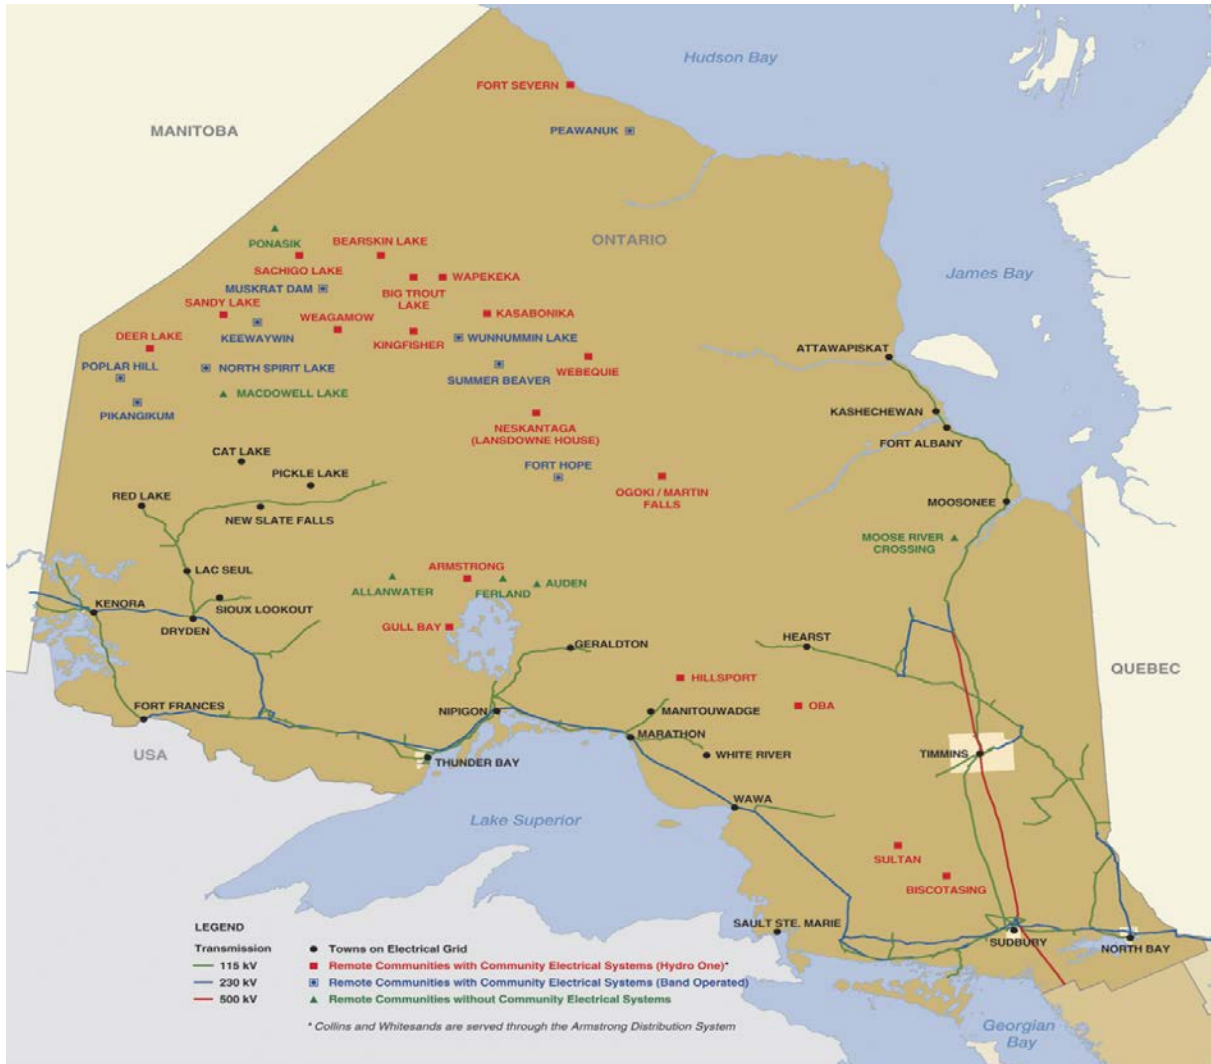 Hudson Bay
FORT SEVERN
MANITOBA
PEAWANUK
ONTARIO
PONASIK
BEARSKIN LAKE
SACHIGO LAKE
WAPEKEKA
James Bay
MUSKRAT DAM
BIG TROUT
LAKE
SANDY LAKE
WEAGAMOW
KASABONIKA
DEER LAKE
KEEWAYWIN
KINGFISHER
WUNNUMMIN LAKE
ATTAWAPISKAT
POPLAR HILL
NORTH SPIRIT LAKE
SUMMER BEAVER
WEBEQUIE
MACDOWELL LAKE
PIKANGIKUM
KASHECHEWAN
NESKANTAGA
(LANSDOWNE HOUSE)
FORT ALBANY
CAT LAKE
PICKLE LAKE
FORT HOPE
RED LAKE
OGOKI / MARTIN
FALLS
MOOSONEE
NEW SLATE FALLS
MOOSE RIVER
CROSSING
LAC SEUL
ARMSTRONG
AUDEN
ALLANWATER
FERLAND
KENORA
SIOUX LOOKOUT
DRYDEN
GULL BAY
HEARST
GERALDTON
QUEBEC
HILLSPORT
FORT FRANCES
NIPIGON
MANITOUWADGE
OBA
MARATHON
USA
THUNDER BAY
WHITE RIVER
TIMMINS
WAWA
Lake Superior
SULTAN
BISCOTASING
SAULT STE. MARIE
SUDBURY
NORTH BAY
LEGEND
Transmission
115 kV
230 kV
500 kV
Towns on Electrical Grid
Remote Communities with Community Electrical Systems (Hydro One)*
Remote Communities with Community Electrical Systems (Band Operated)
Remote Communities without Community Electrical Systems
* Collins and Whitesands are served through the Armstrong Distribution System
Georgian
Bay